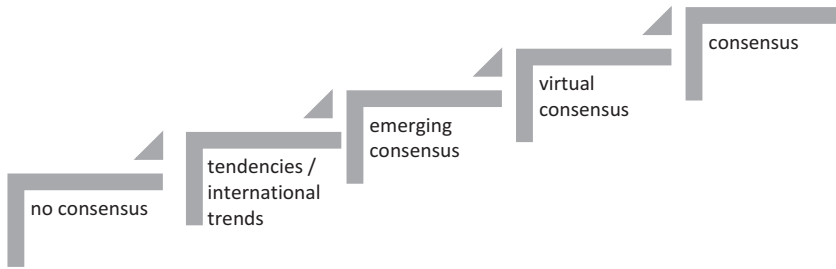 no consensus
tendencies /
international
trends
emerging
consensus
virtual
consensus
consensus